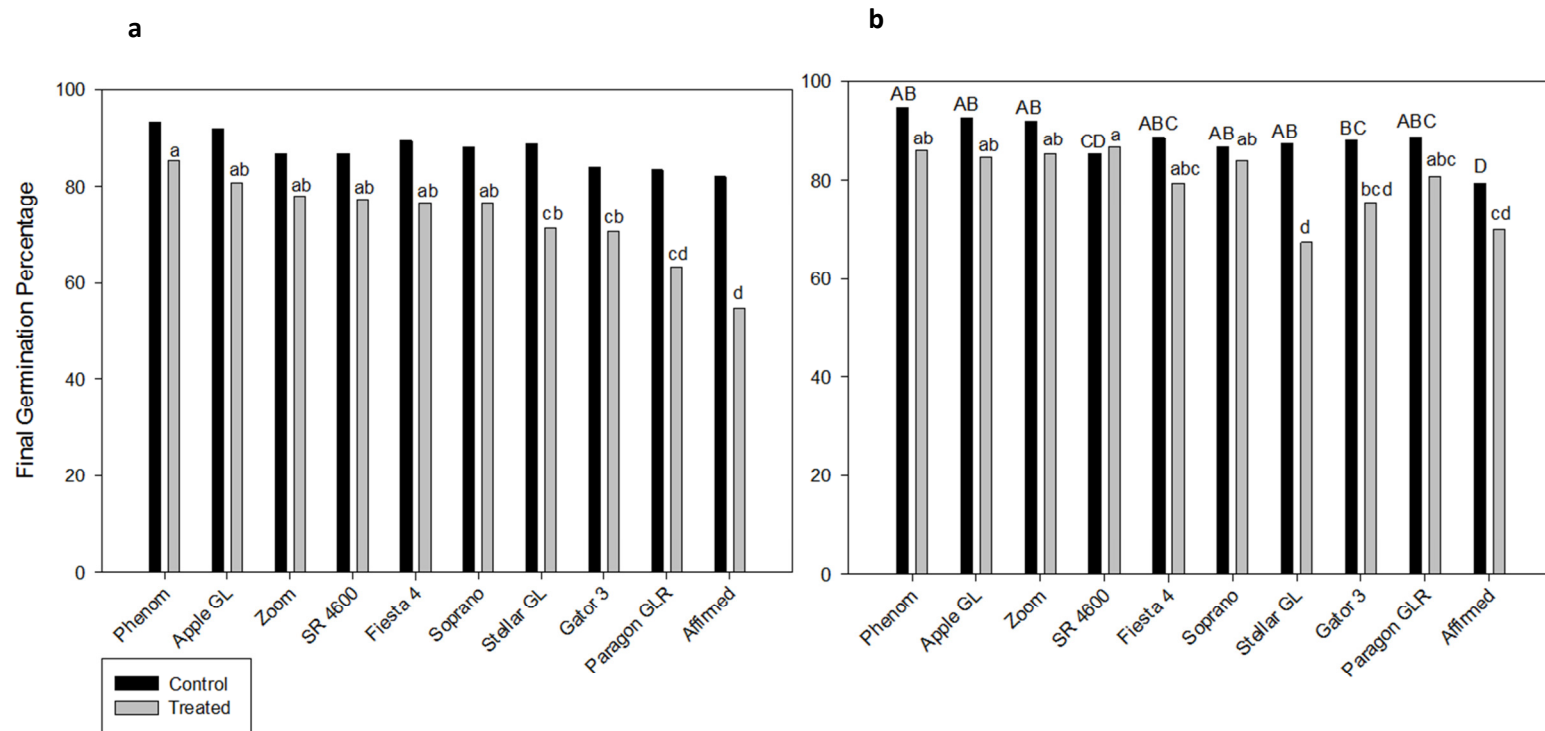 a
Final Germination Percentage
100
80
60
40
20
0
a
ab
ab
ab
ab
ab
cb
cb
cd
d
Phenom
Apple GL
Zoom
SR 4600
Fiesta 4
Soprano
Stellar GL
Gator 3
Paragon GLR
Affirmed
Control
Treated
b
100
80
60
40
20
0
AB
ab
AB
ab
AB
ab
CD
a
ABC
abc
AB
ab
AB
d
BC
bcd
ABC
abc
D
cd
Phenom
Apple GL
Zoom
SR 4600
Fiesta 4
Soprano
Stellar GL
Gator 3
Paragon GLR
Affirmed